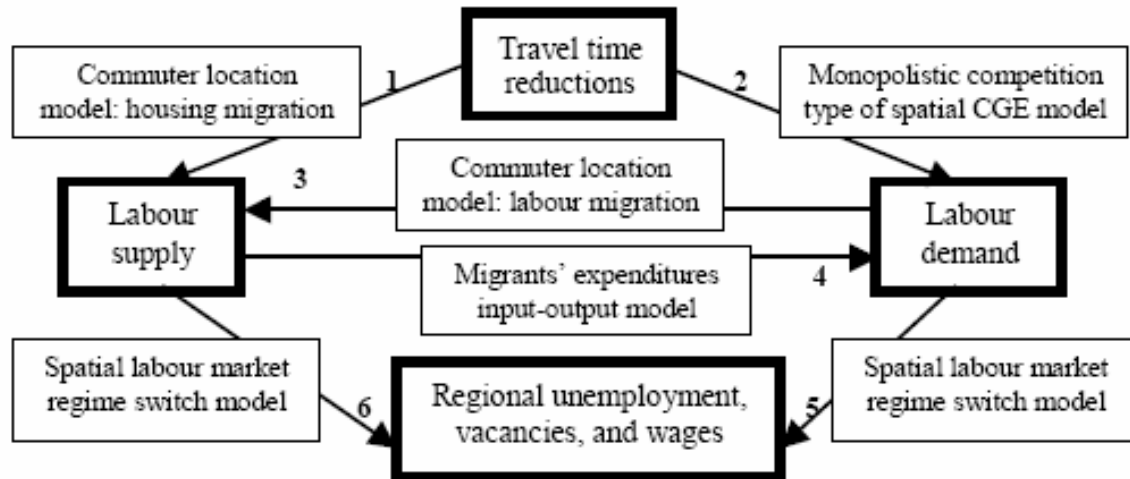 Travel time
reductions
Commuter location
model: housing migration
1
2
Monopolistic competition
type of spatial CGE model
Labour
supply
3
Commuter location
model: labour migration
Labour
demand
Migrants’ expenditures
input-output model
4
Spatial labour market
regime switch model
6
Regional unemployment,
vacancies, and wages
5
Spatial labour market
regime switch model